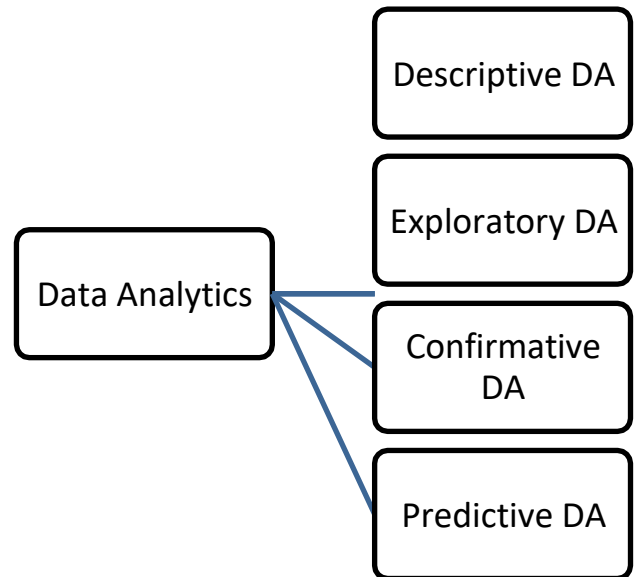 Data Analytics
Descriptive DA
Exploratory DA
Confirmative
DA
Predictive DA